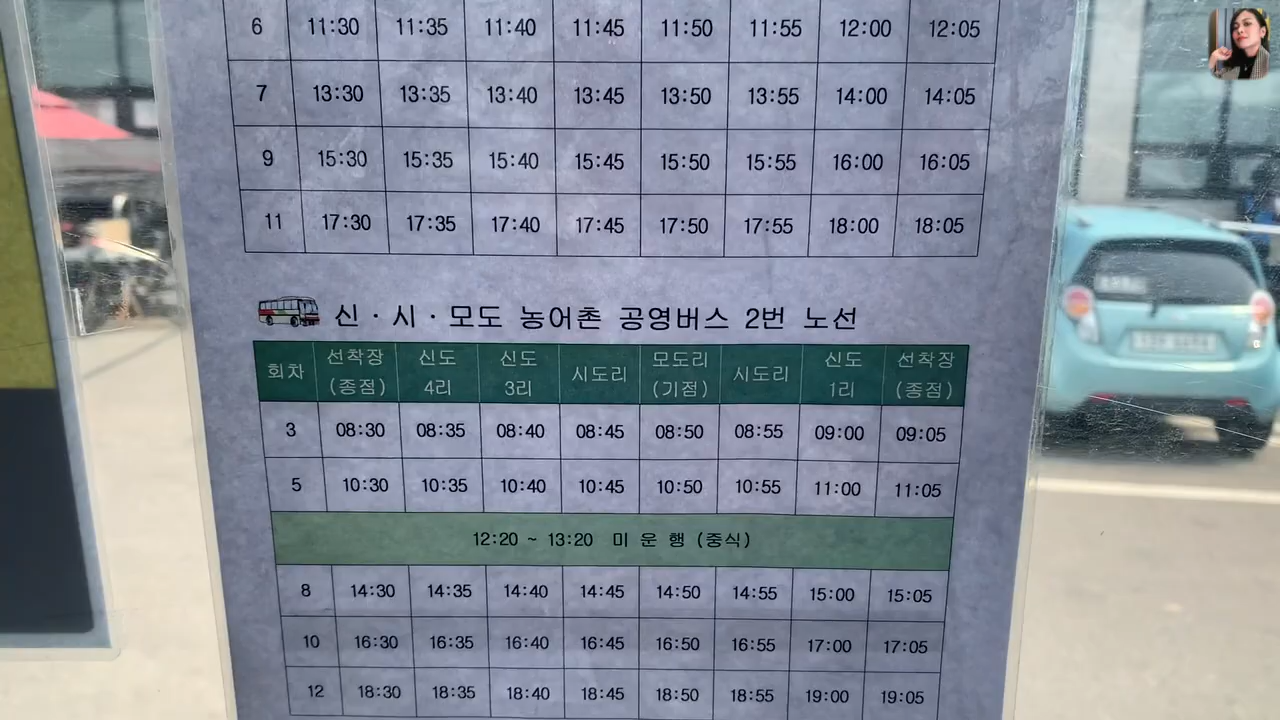 6 11:30 11:35 11:40 11:45 11:50 11:55 12:00 12:05
7 13:30 13:35 13:40 13:45 13:50 13:55 14:00 14:05
9 15:30 15:35 15:40 15:45 15:50 15:55 16:00 16:05
11 17:30 17:35 17:40 17:45 17:50 17:55 18:00 18:05
신·시·모도 농어촌 공영버스 2번 노선
회차 선착장 (종점) 신도 4리 신도 3리 시도리 모도리 (기점) 시도리 신도 1리 선착장 (종점)
3 08:30 08:35 08:40 08:45 08:50 08:55 09:00 09:05
5 10:30 10:35 10:40 10:45 10:50 10:55 11:00 11:05
12:20 ~ 13:20 미 운 행 (중식)
8 14:30 14:35 14:40 14:45 14:50 14:55 15:00 15:05
10 16:30 16:35 16:40 16:45 16:50 16:55 17:00 17:05
12 18:30 18:35 18:40 18:45 18:50 18:55 19:00 19:05